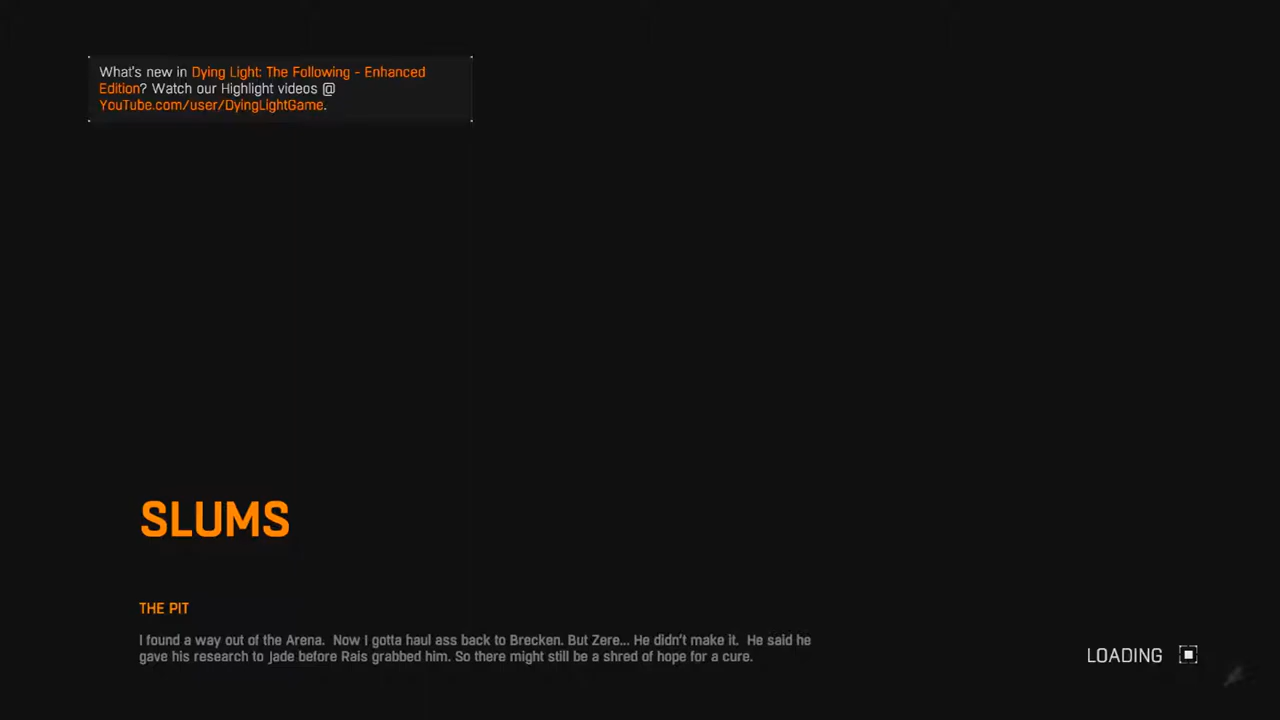 What's new in Dying Light: The Following - Enhanced
Edition? Watch our Highlight videos @
YouTube.com/user/DyingLightGame.
SLUMS
THE PIT
I found a way out of the Arena.  Now I gotta haul ass back to Brecken. But Zere... He didn't make it.  He said he
gave his research to Jade before Rais grabbed him. So there might still be a shred of hope for a cure.
LOADING